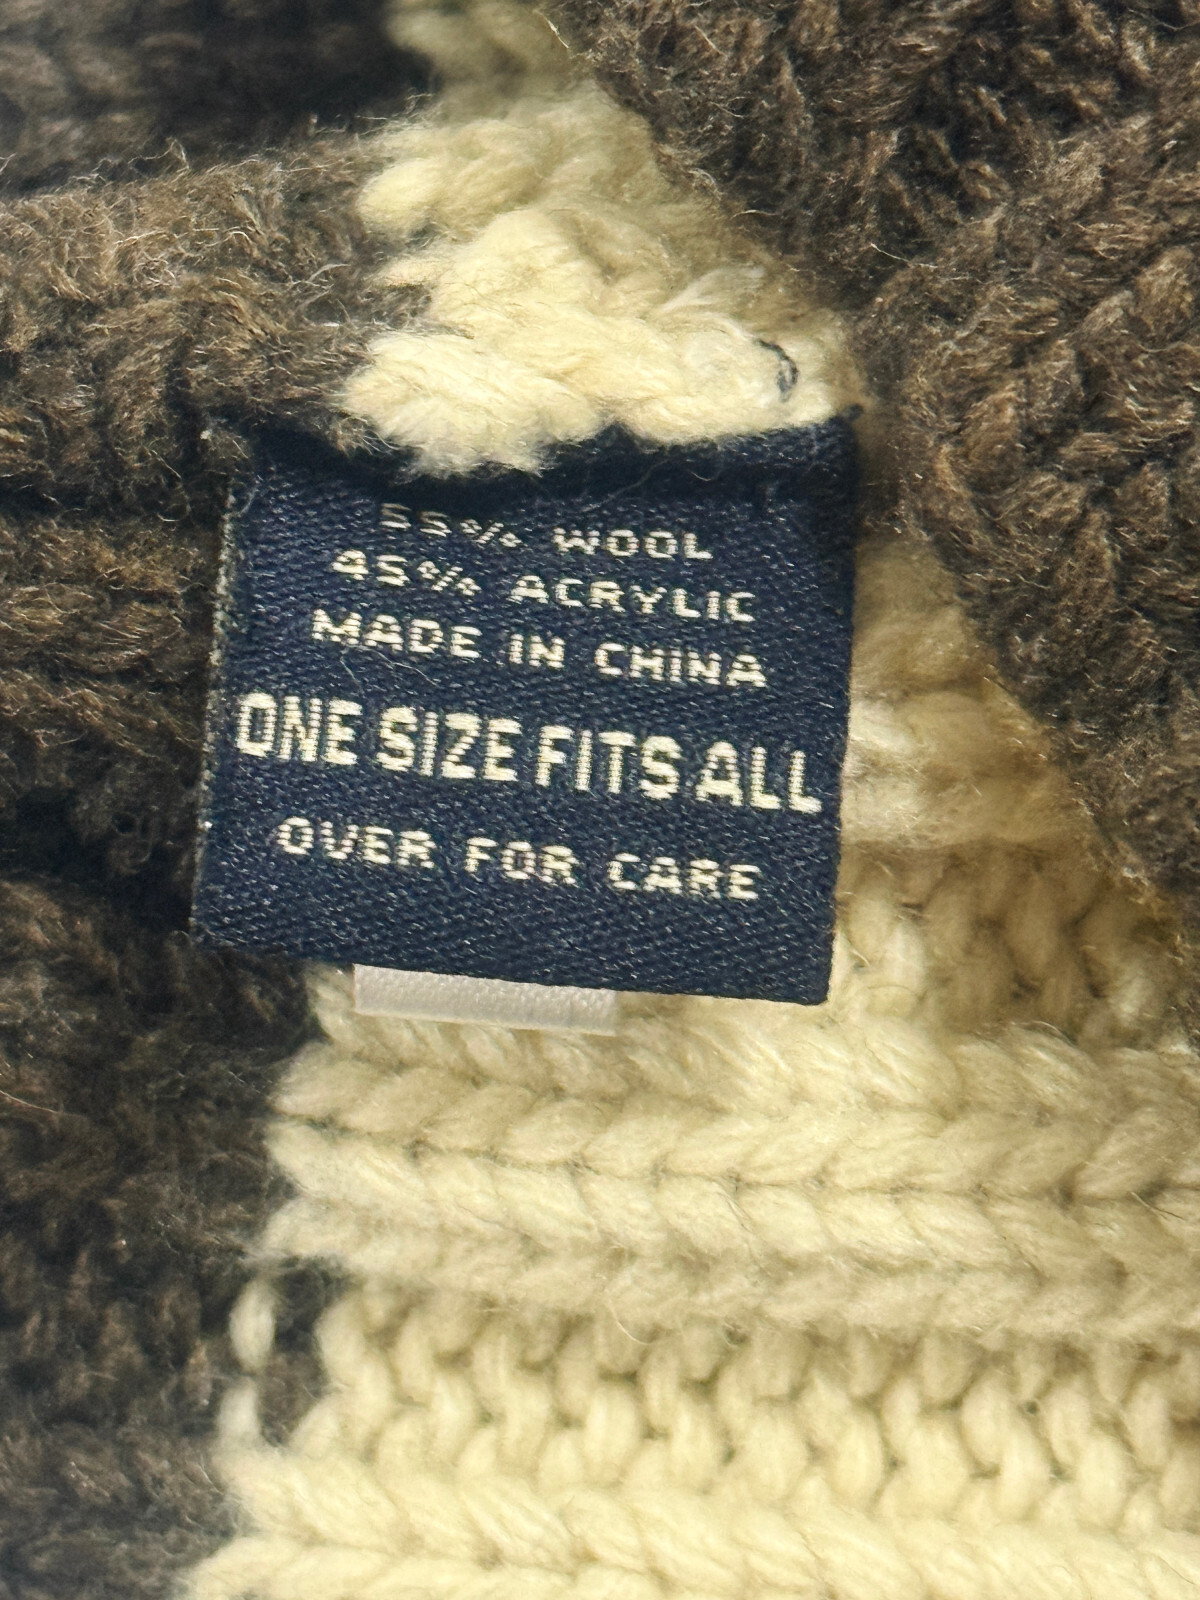 55% WOOL
45% ACRYLIC
MADE IN CHINA
ONE SIZE FITS ALL
OVER FOR CARE